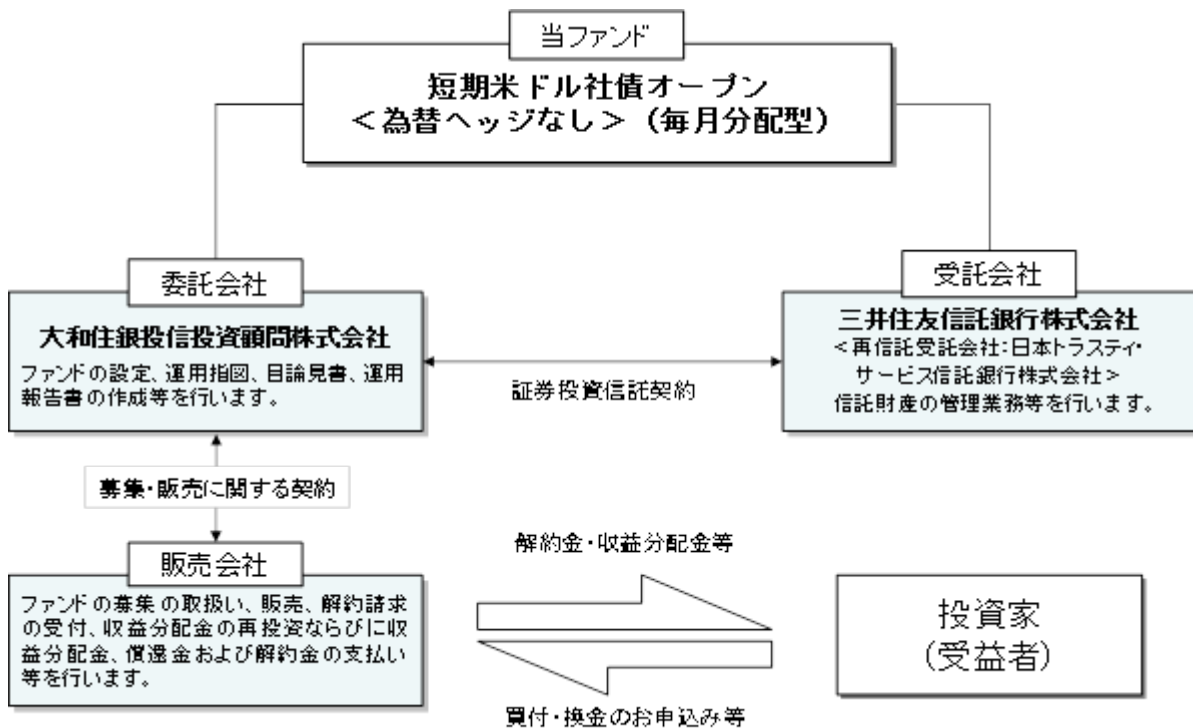 当ファンド
短期米ドル社債オープン
＜為替ヘッジなし＞（毎月分配型）
委託会社
大和住銀投信投資顧問株式会社
ファンドの設定、運用指図、目論見書、運用
報告書の作成等を行います。
受託会社
三井住友信託銀行株式会社
＜再信託受託会社：日本トラスティ・
サービス信託銀行株式会社＞
信託財産の管理業務等を行います。
証券投資信託契約
募集・販売に関する契約
販売会社
ファンドの募集の取扱い、販売、解約請求
の受付、収益分配金の再投資ならびに収
益分配金、償還金および解約金の支払い
等を行います。
解約金・収益分配金等
買付・換金のお申込み等
投資家
（受益者）